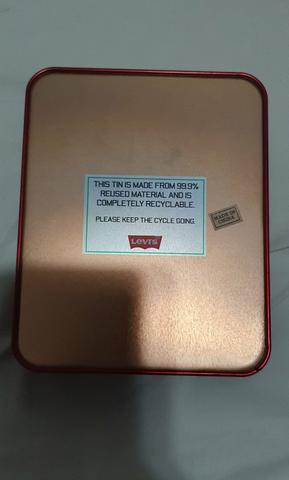 THIS TIN IS MADE FROM 99.9%
REUSED MATERIAL AND IS
COMPLETELY RECYCLABLE.
PLEASE KEEP THE CYCLE GOING.
Levi's
MADE IN
CHINA